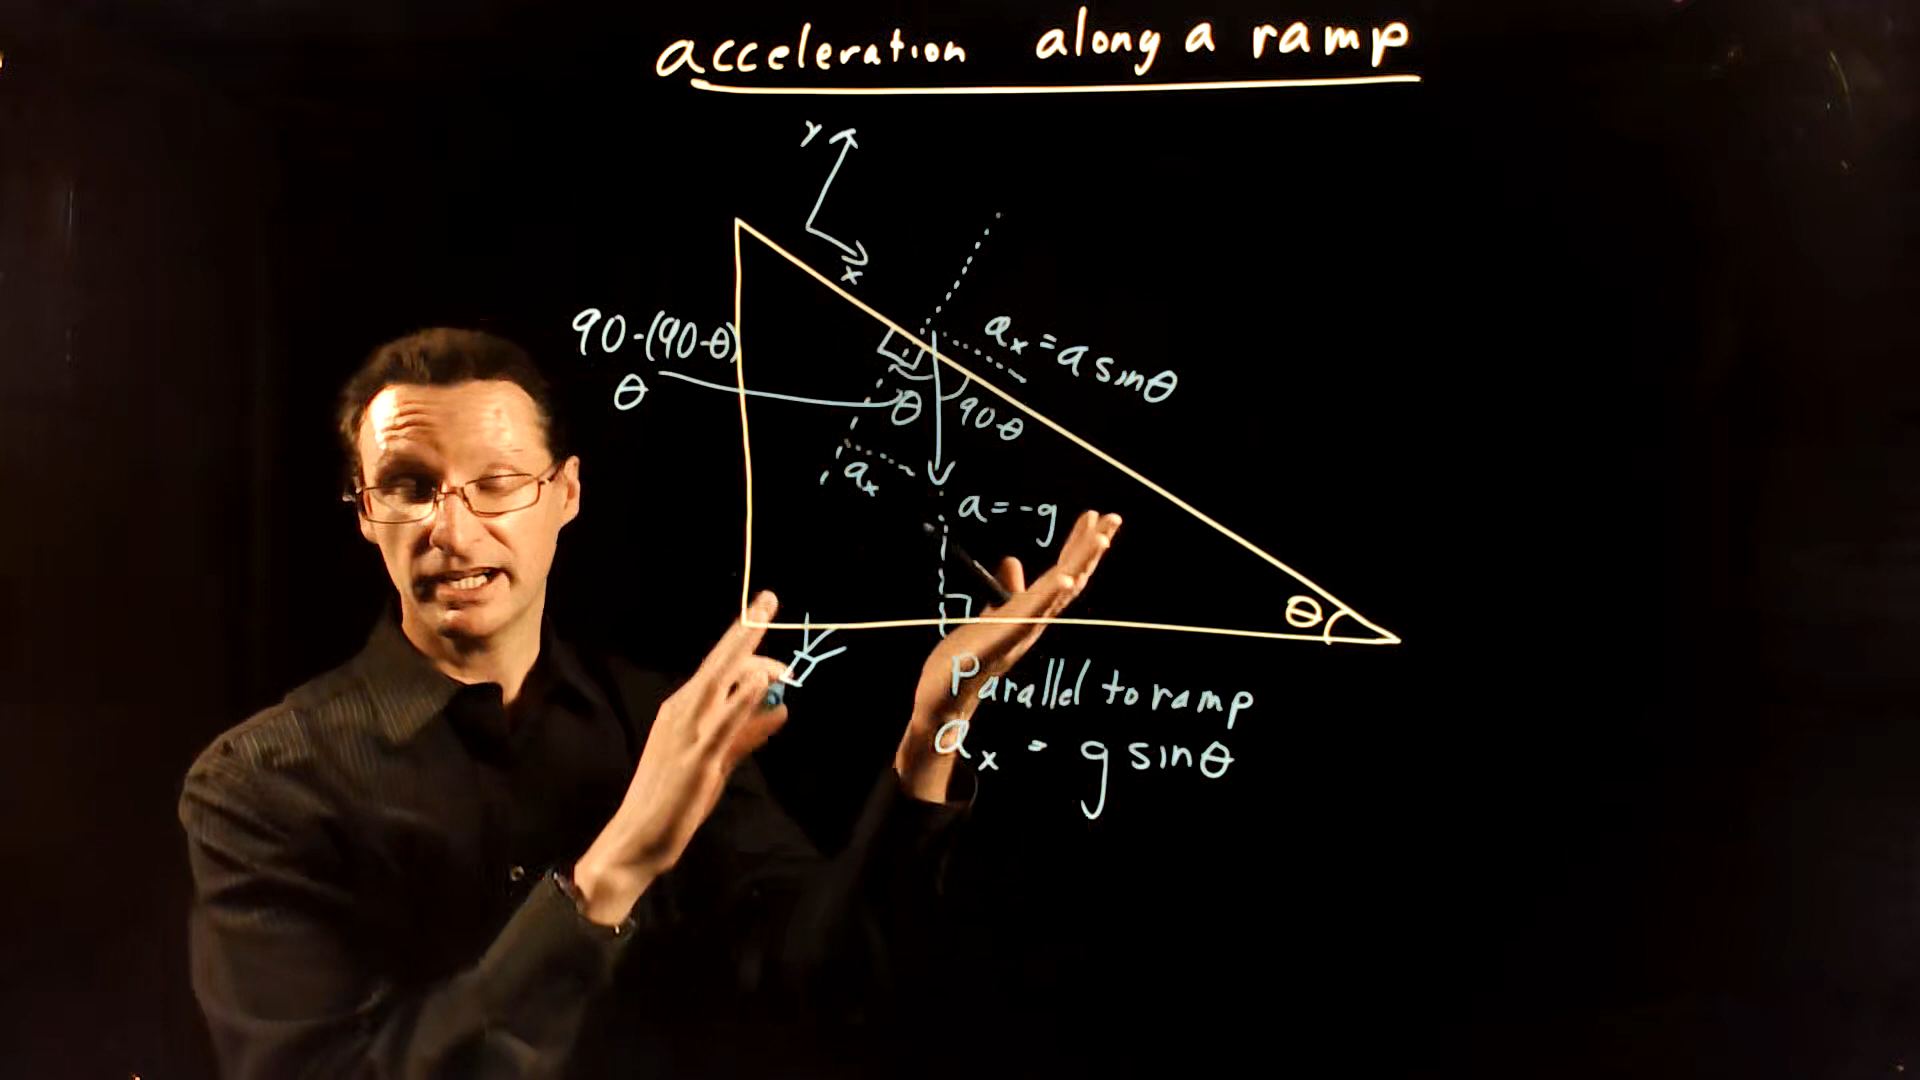 acceleration along a ramp
y
x
90-(90-θ)
θ
aₓ = a sinθ
θ
90-θ
aₓ
a = -g
θ
Parallel to ramp
aₓ = g sinθ